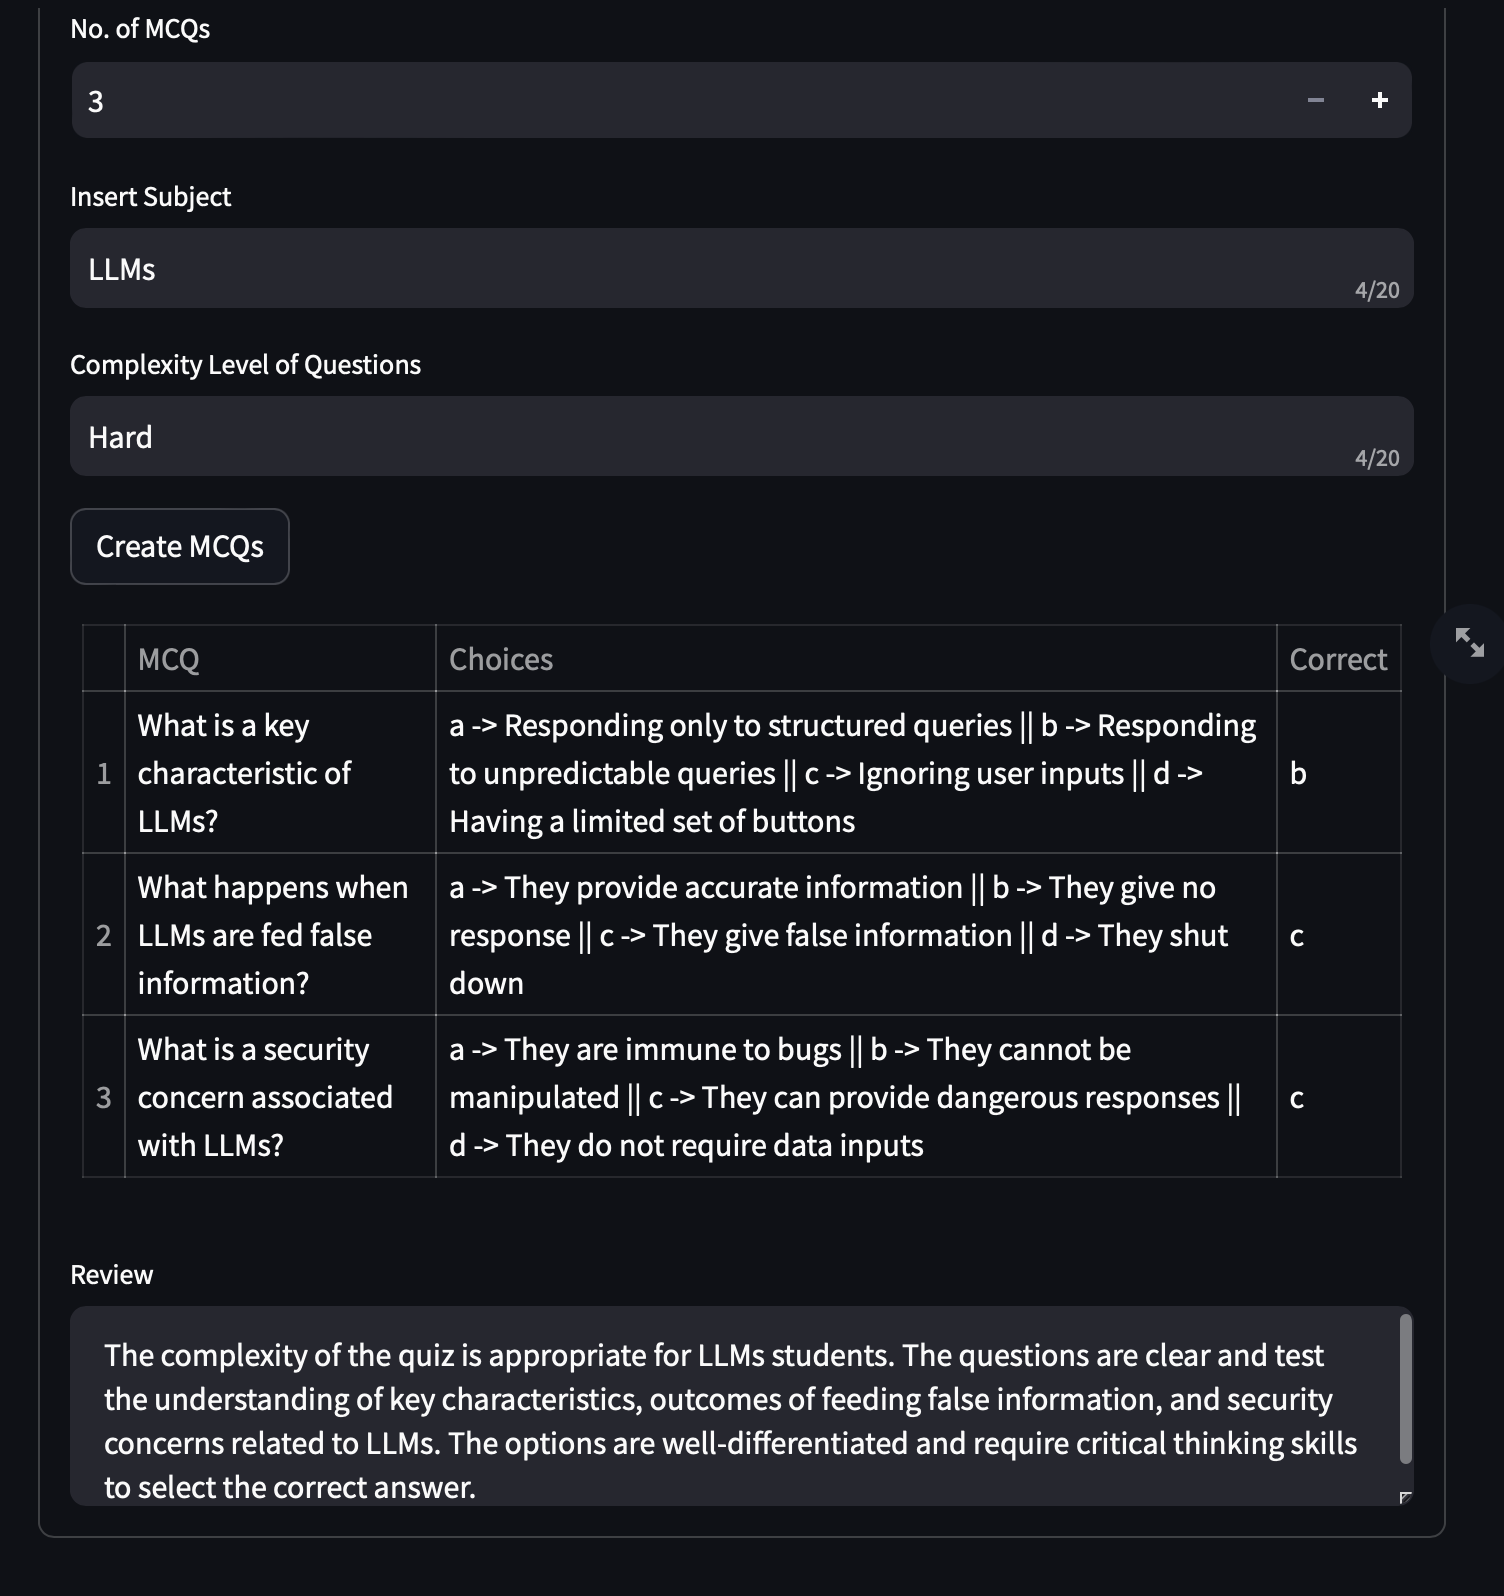 No. of MCQs
3
Insert Subject
LLMs
4/20
Complexity Level of Questions
Hard
4/20
Create MCQs
MCQ Choices Correct
1
What is a key
characteristic of
LLMs?
a -> Responding only to structured queries || b -> Responding
to unpredictable queries || c -> Ignoring user inputs || d ->
Having a limited set of buttons
b
2
What happens when
LLMs are fed false
information?
a -> They provide accurate information || b -> They give no
response || c -> They give false information || d -> They shut
down
c
3
What is a security
concern associated
with LLMs?
a -> They are immune to bugs || b -> They cannot be
manipulated || c -> They can provide dangerous responses ||
d -> They do not require data inputs
c
Review
The complexity of the quiz is appropriate for LLMs students. The questions are clear and test
the understanding of key characteristics, outcomes of feeding false information, and security
concerns related to LLMs. The options are well-differentiated and require critical thinking skills
to select the correct answer.